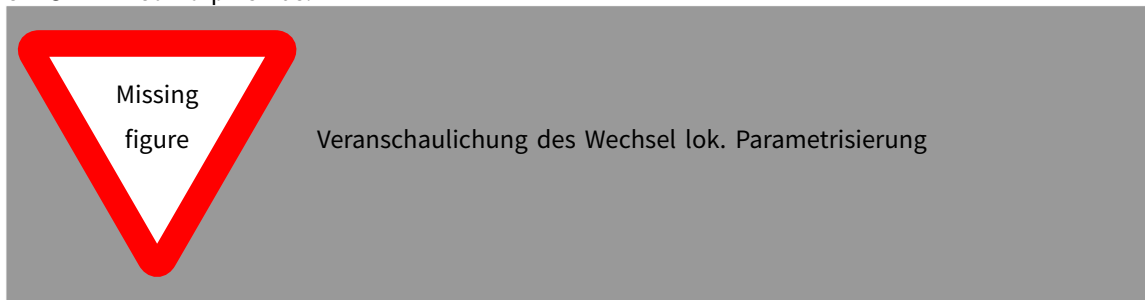 Missing
figure
Veranschaulichung des Wechsel lok. Parametrisierung